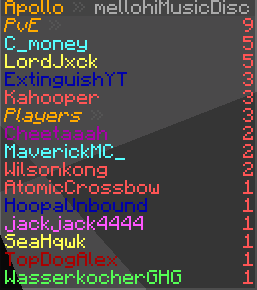 Apollo » mellohiMusicDisc
PvE » 9
C_money 5
LordJxck 5
ExtinguishYT 3
Kahooper 3
Players » 3
Cheetaaah 2
MaverickMC_ 2
Wilsonkong 2
AtomicCrossbow 1
HoopaUnbound 1
jackjack4444 1
SeaHqwk 1
TopDogAlex 1
WasserkocherGHG 1